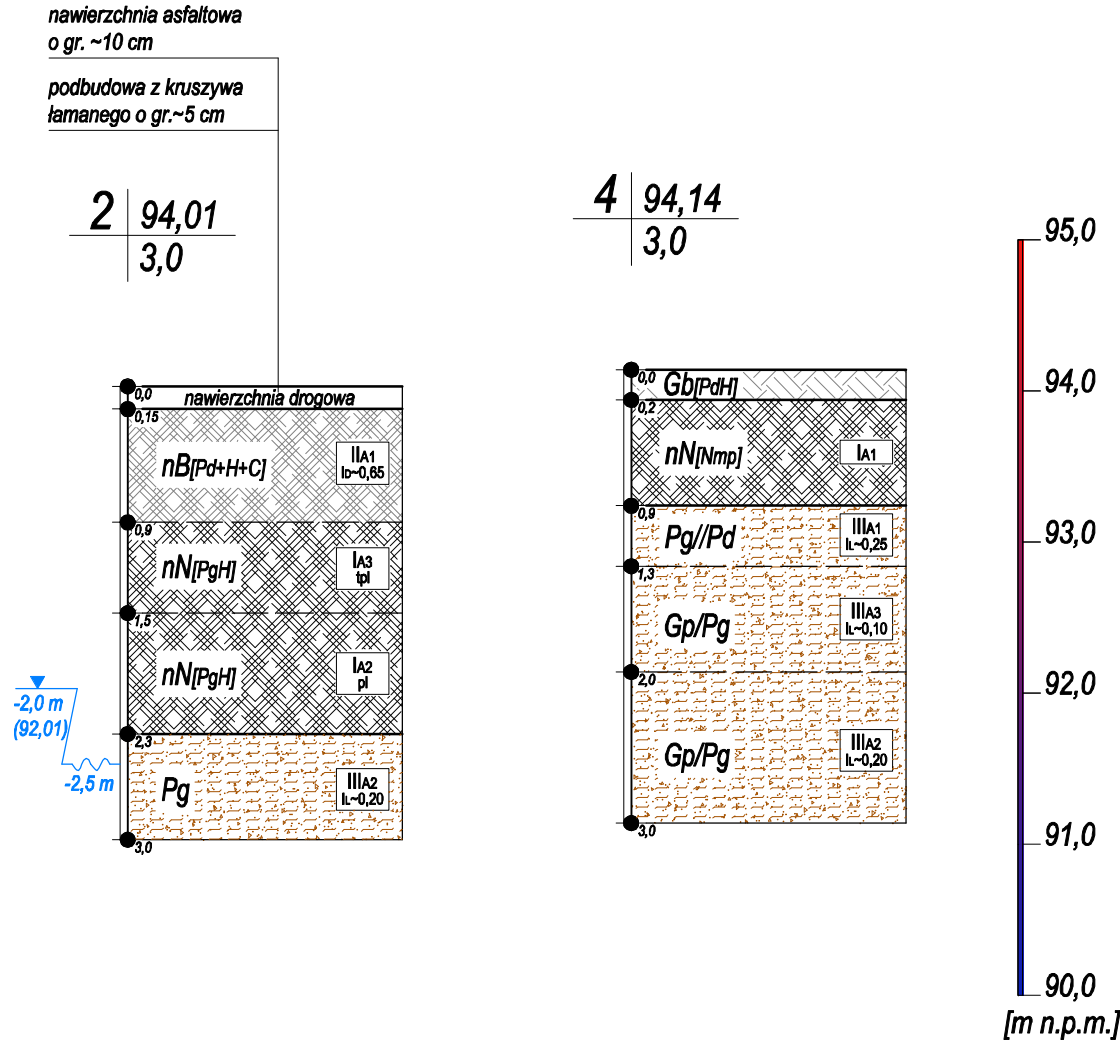 nawierzchnia asfaltowa
o gr. ~10 cm
podbudowa z kruszywa
łamanego o gr.~5 cm
2 94,01
3,0
0,0
nawierzchnia drogowa
0,15
nB[Pd+H+C]
IIA1
ID~0,65
0,9
nN[PgH]
IA3
tpl
1,5
nN[PgH]
IA2
pl
-2,0 m
(92,01)
2,3
-2,5 m
Pg
IIIA2
IL~0,20
3,0
4 94,14
3,0
0,0
Gb[PdH]
0,2
nN[Nmp]
IA1
0,9
Pg//Pd
IIIA1
IL~0,25
1,3
Gp/Pg
IIIA3
IL~0,10
2,0
Gp/Pg
IIIA2
IL~0,20
3,0
95,0
94,0
93,0
92,0
91,0
90,0
[m n.p.m.]